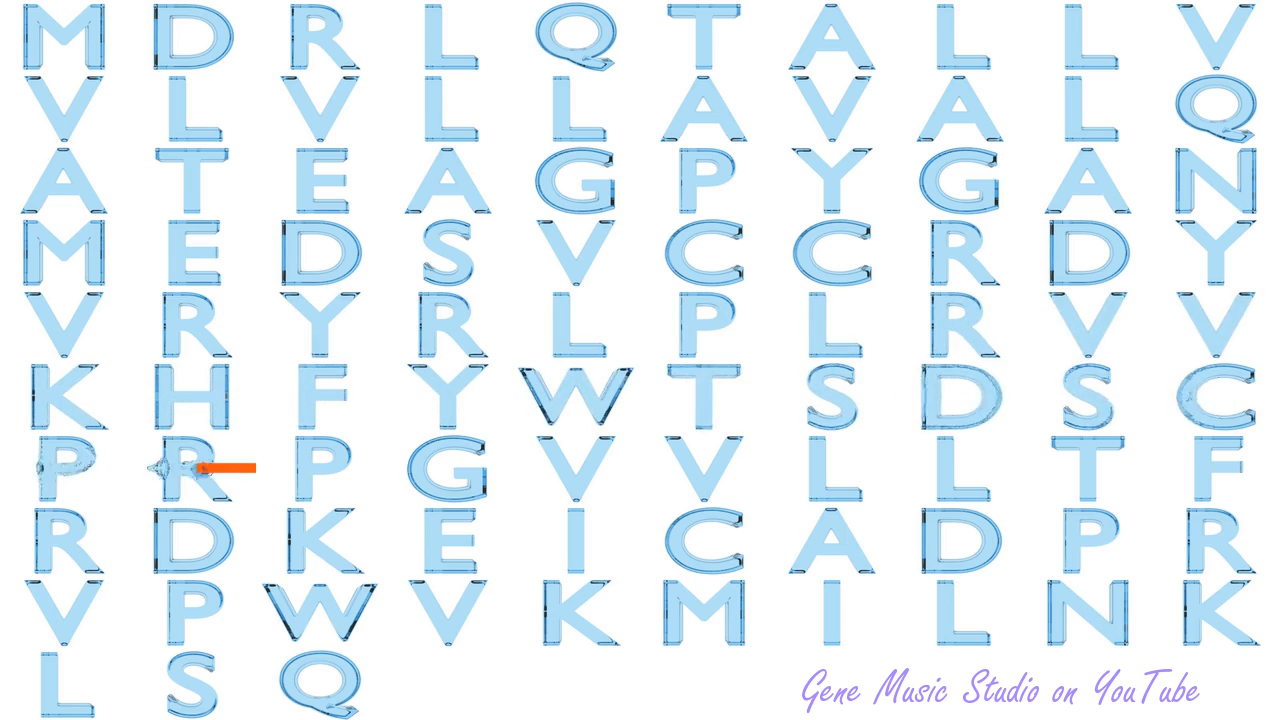 M D R L Q T A L L V
V L V L L A V A L Q
A T E A G P Y G A N
M E D S V C C R D Y
V R Y R L P L R V V
K H F Y W T S D S C
P R P G V V L L T F
R D K E I C A D P R
V P W V K M I L N K
L S Q
Gene Music Studio on YouTube